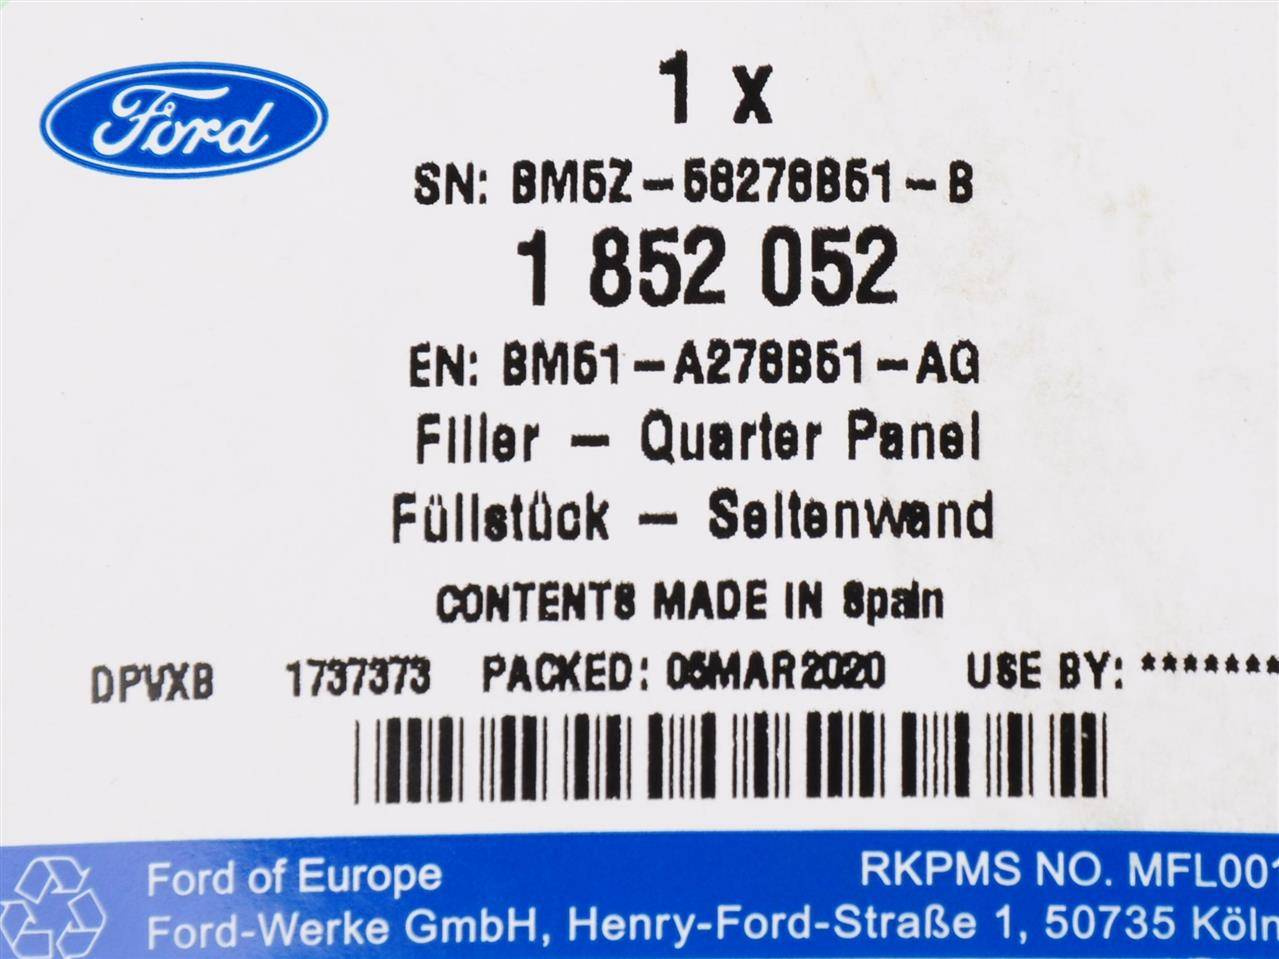 Ford
1 x
SN: BM5Z-58278B51-B
1 852 052
EN: BM51-A278B51-AG
Filler - Quarter Panel
Füllstück - Seitenwand
CONTENTS MADE IN Spain
DPVXB 1737373 PACKED: 05MAR2020 USE BY: *******
Ford of Europe RKPMS NO. MFL001
Ford-Werke GmbH, Henry-Ford-Straße 1, 50735 Köln